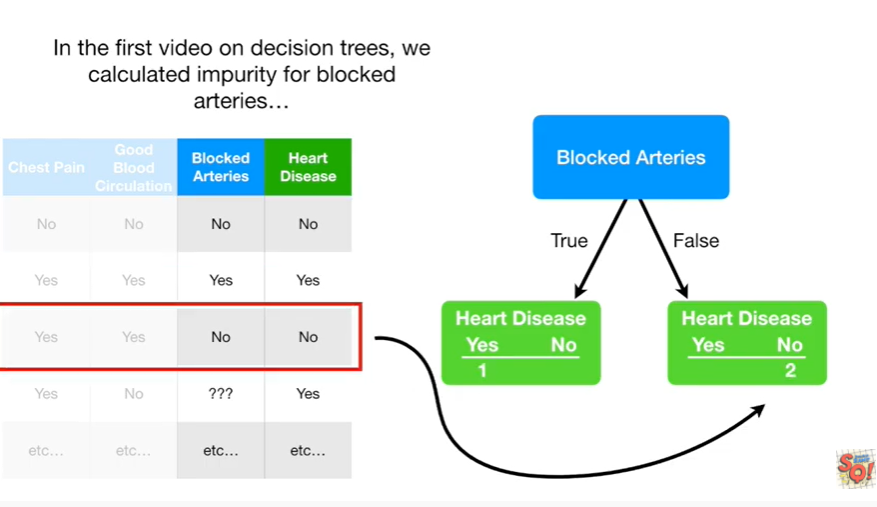 In the first video on decision trees, we
calculated impurity for blocked
arteries…
Chest Pain
Good
Blood
Circulation
Blocked
Arteries
Heart
Disease
No No No No
Yes Yes Yes Yes
Yes Yes No No
Yes No ??? Yes
etc… etc… etc… etc…
Blocked Arteries
True False
Heart Disease
Yes No
1
Heart Disease
Yes No
2
SQ!